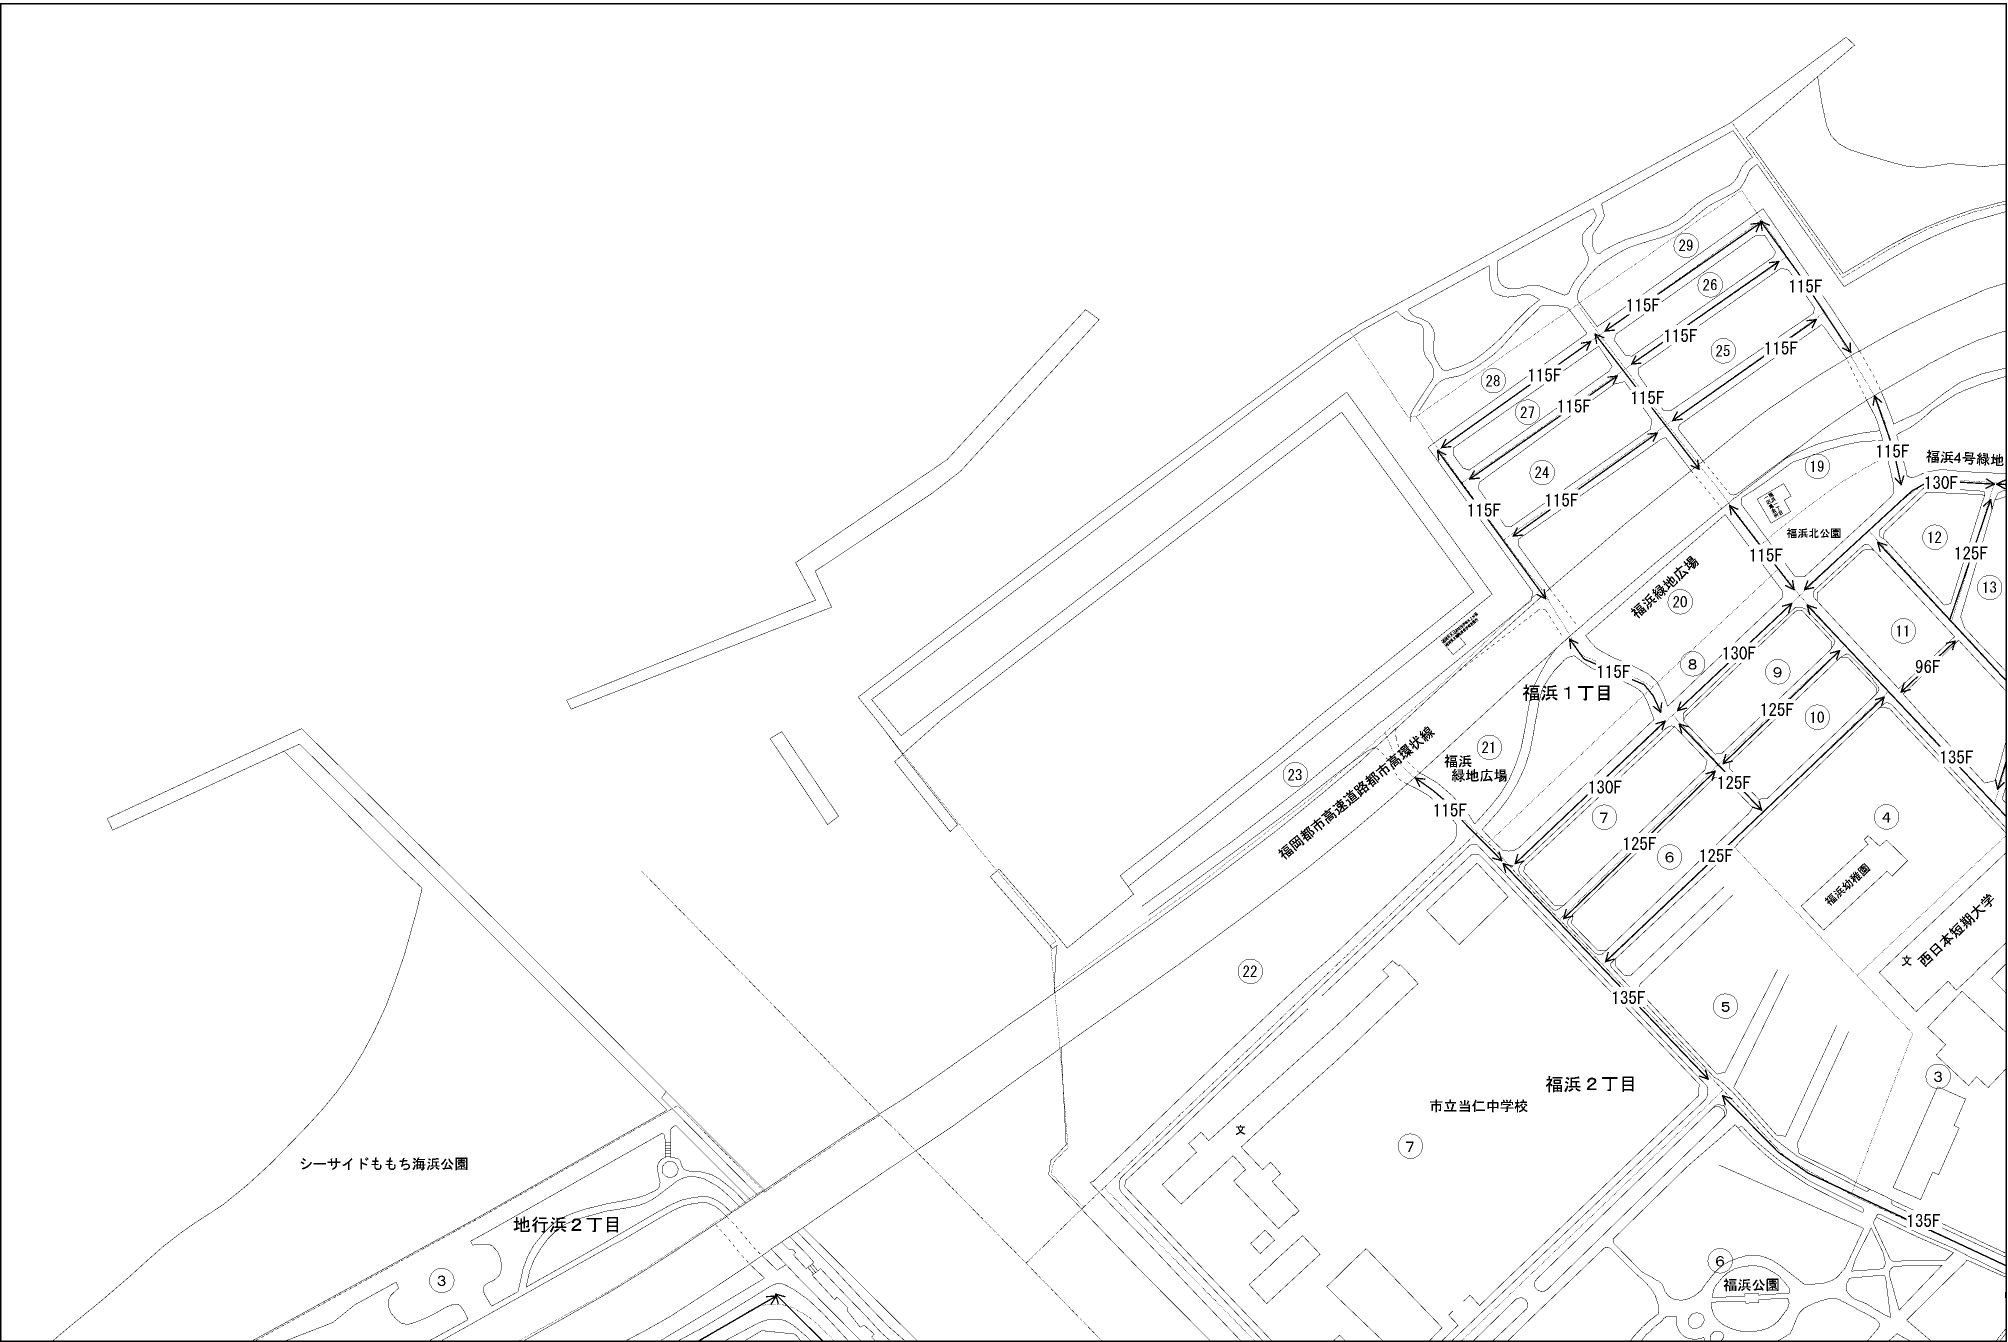 29
115F
26
115F
115F
25
115F
115F
28
115F
27
115F
115F
24
115F
115F
19
115F
福浜4号緑地
130F
福浜北公園
12
125F
13
115F
福浜緑地広場
20
11
96F
8
130F
9
125F
10
115F
福浜1丁目
135F
福岡都市高速道路都市高環状線
23
21
福浜
緑地広場
115F
130F
125F
7
125F
6
125F
4
福浜幼稚園
文
西日本短期大学
22
135F
5
福浜2丁目
市立当仁中学校
文
7
3
135F
6
福浜公園
シーサイドももち海浜公園
地行浜2丁目
3